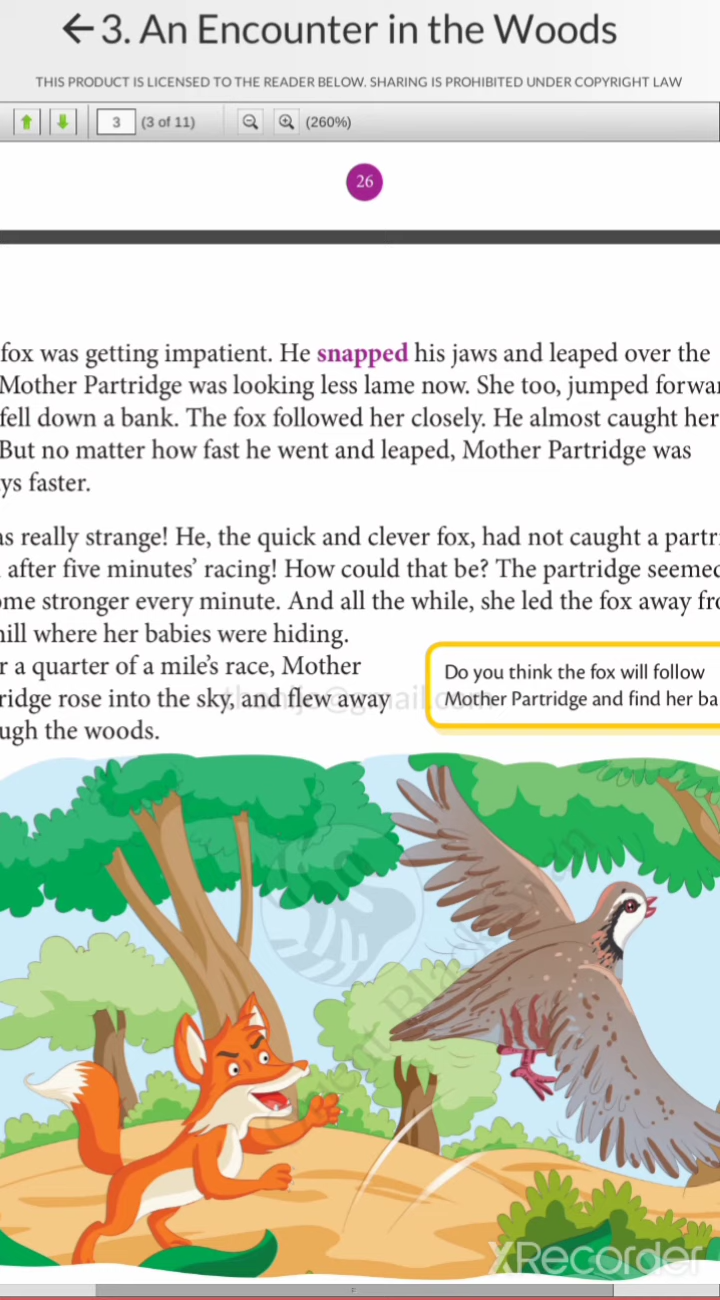 ←3. An Encounter in the Woods
THIS PRODUCT IS LICENSED TO THE READER BELOW. SHARING IS PROHIBITED UNDER COPYRIGHT LAW
3 (3 of 11) (260%)
26
fox was getting impatient. He snapped his jaws and leaped over the
Mother Partridge was looking less lame now. She too, jumped forwa
fell down a bank. The fox followed her closely. He almost caught her
But no matter how fast he went and leaped, Mother Partridge was
ys faster.
as really strange! He, the quick and clever fox, had not caught a partr
after five minutes’ racing! How could that be? The partridge seemed
ome stronger every minute. And all the while, she led the fox away fro
hill where her babies were hiding.
r a quarter of a mile’s race, Mother
ridge rose into the sky, and flew away
ugh the woods.
Do you think the fox will follow
Mother Partridge and find her ba
@gmail.com
XRecorder